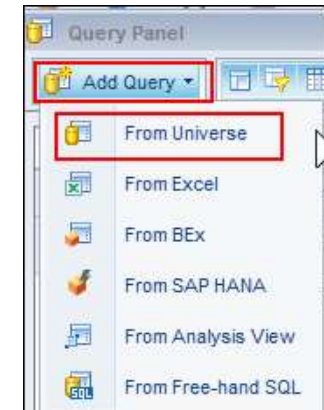 Query Panel
Add Query
From Universe
From Excel
From BEx
From SAP HANA
From Analysis View
From Free-hand SQL